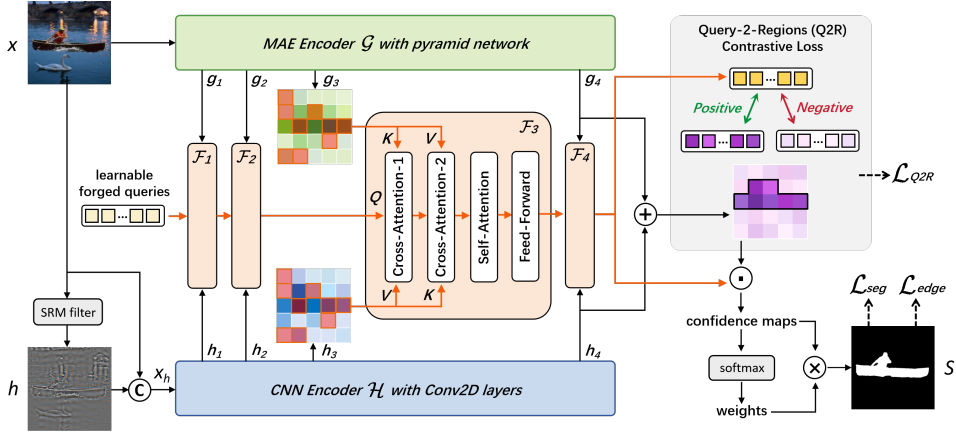 x
MAE Encoder G with pyramid network
Query-2-Regions (Q2R)
Contrastive Loss
g1
g2
g3
g4
Positive
Negative
F1
F2
F3
F4
K
V
learnable
forged queries
Q
Cross-Attention-1
Cross-Attention-2
Self-Attention
Feed-Forward
LQ2R
V
K
SRM filter
Lseg
Ledge
confidence maps
h1
h2
h3
h4
softmax
S
h
C
xh
CNN Encoder H with Conv2D layers
weights